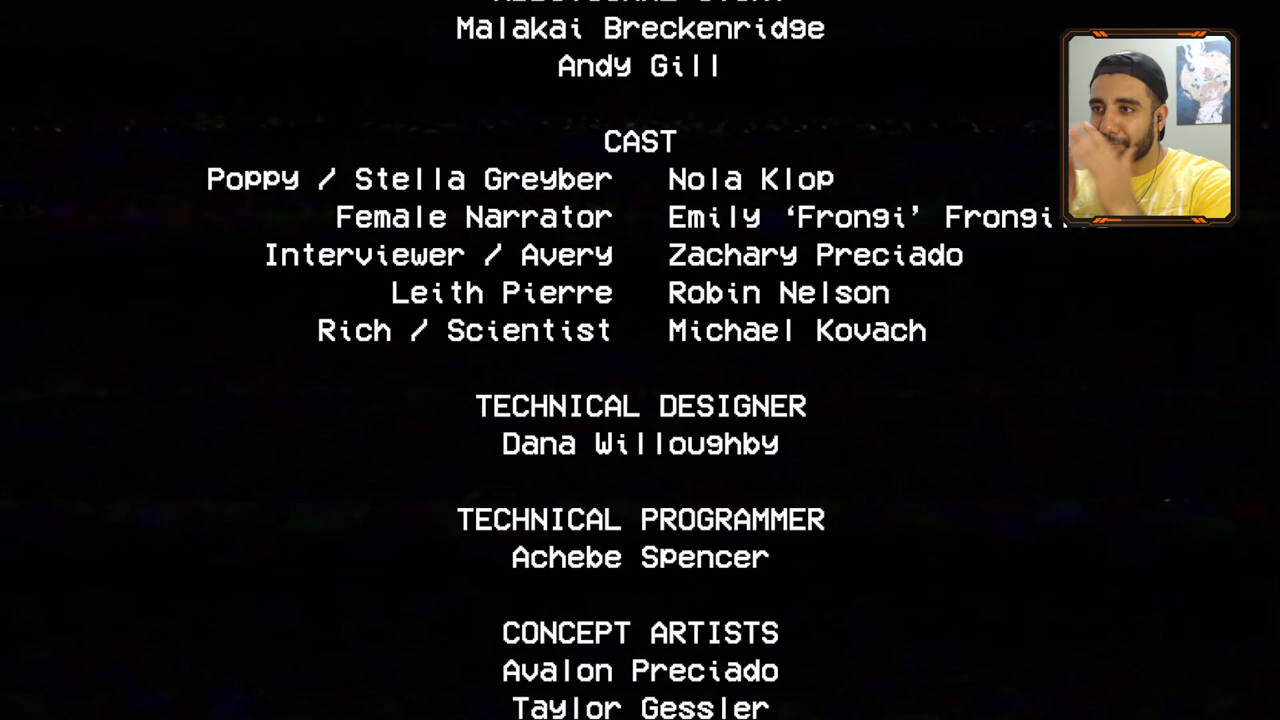 Malakai Breckenridge
Andy Gill
CAST
Poppy / Stella Greyber Nola Klop
Female Narrator Emily ‘Frongi’
Interviewer / Avery Zachary Preciado
Leith Pierre Robin Nelson
Rich / Scientist Michael Kovach
TECHNICAL DESIGNER
Dana Willoughby
TECHNICAL PROGRAMMER
Achebe Spencer
CONCEPT ARTISTS
Avalon Preciado
Taylor Gessler